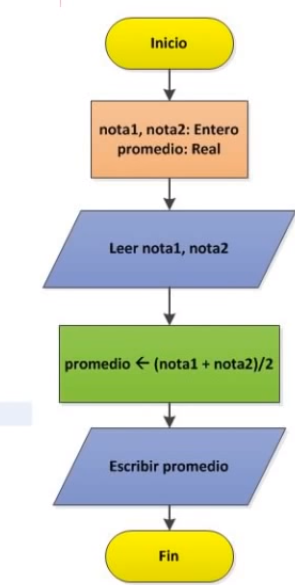 Inicio
nota1, nota2: Entero
promedio: Real
Leer nota1, nota2
promedio ← (nota1 + nota2)/2
Escribir promedio
Fin